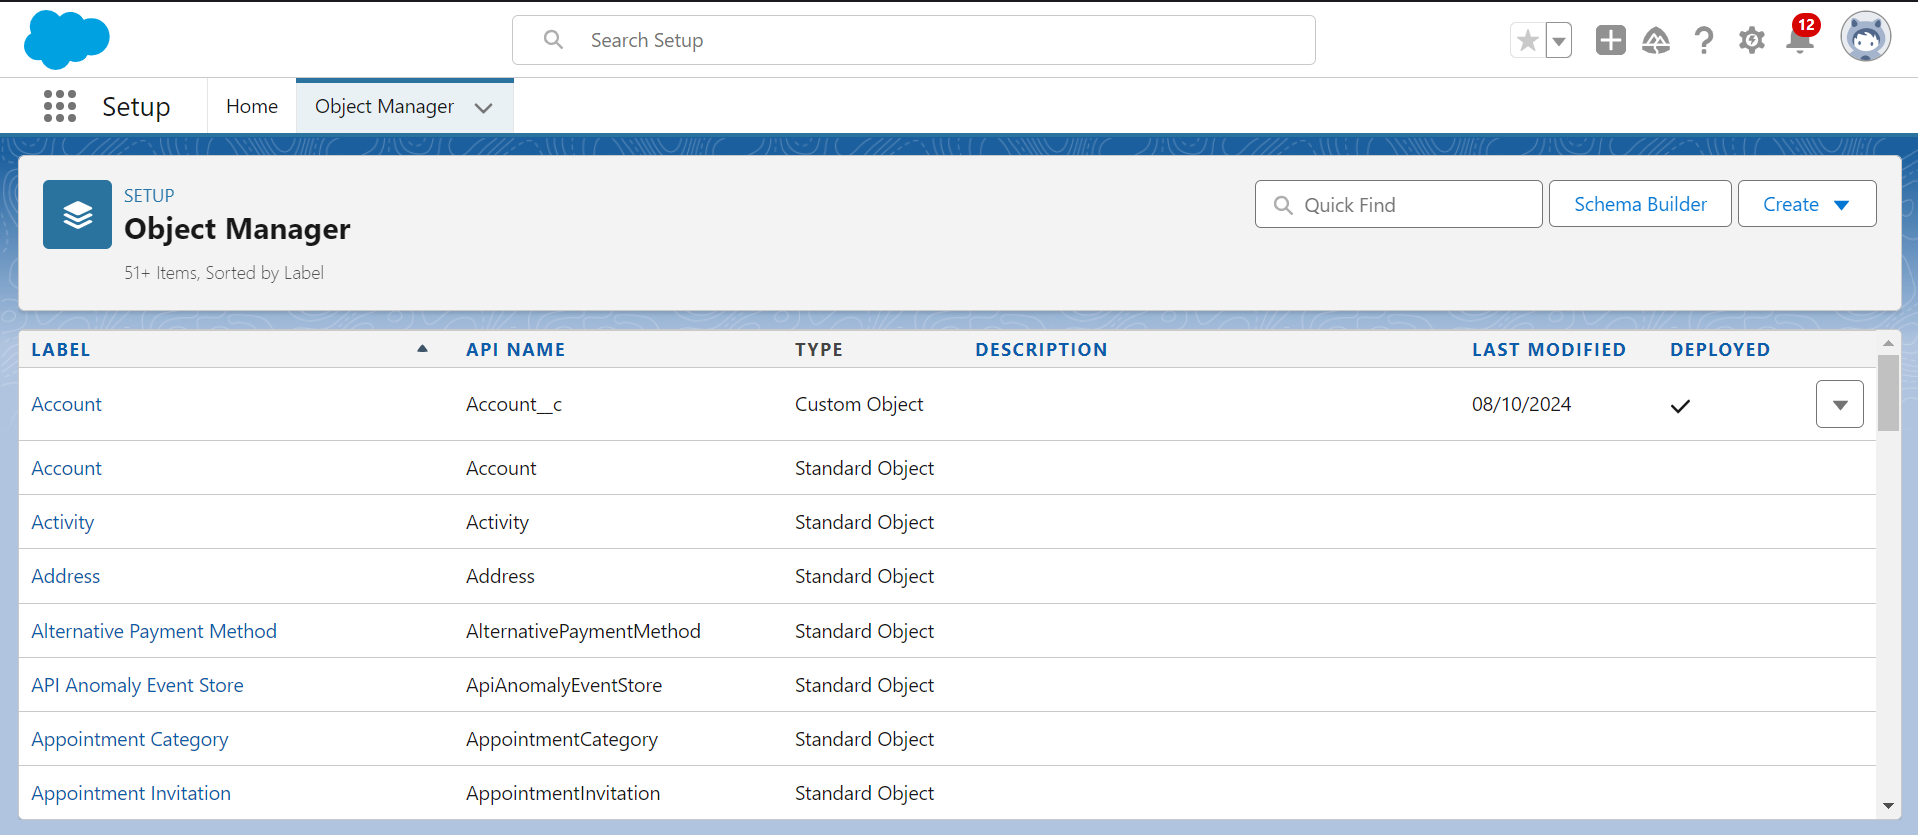 Search Setup
12
Setup Home Object Manager
SETUP
Object Manager
51+ Items, Sorted by Label
Quick Find
Schema Builder
Create
LABEL API NAME TYPE DESCRIPTION LAST MODIFIED DEPLOYED
Account Account__c Custom Object 08/10/2024
Account Account Standard Object
Activity Activity Standard Object
Address Address Standard Object
Alternative Payment Method AlternativePaymentMethod Standard Object
API Anomaly Event Store ApiAnomalyEventStore Standard Object
Appointment Category AppointmentCategory Standard Object
Appointment Invitation AppointmentInvitation Standard Object